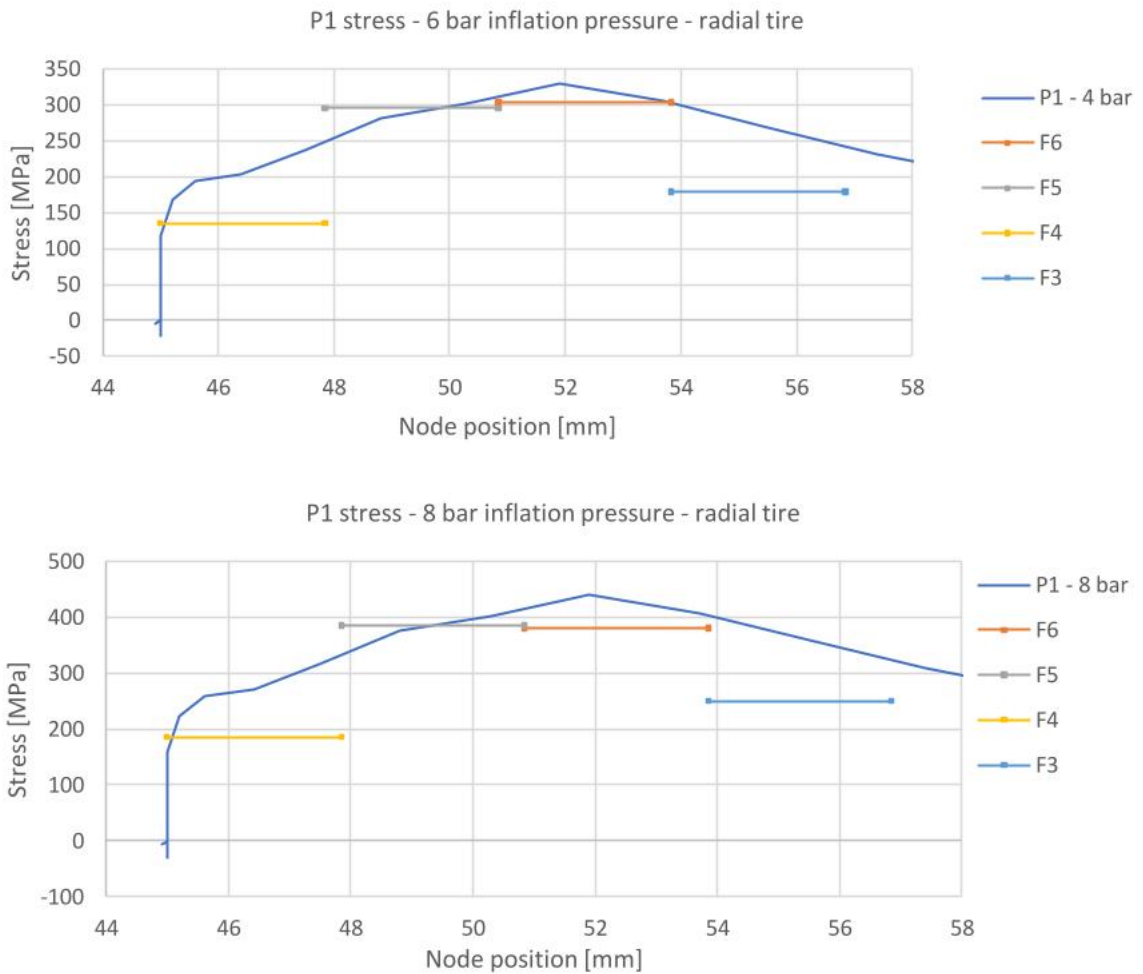 P1 stress - 6 bar inflation pressure - radial tire
350
300
250
200
150
100
50
0
-50
Stress [MPa]
44 46 48 50 52 54 56 58
Node position [mm]
P1 - 4 bar
F6
F5
F4
F3
P1 stress - 8 bar inflation pressure - radial tire
500
400
300
200
100
0
-100
Stress [MPa]
44 46 48 50 52 54 56 58
Node position [mm]
P1 - 8 bar
F6
F5
F4
F3